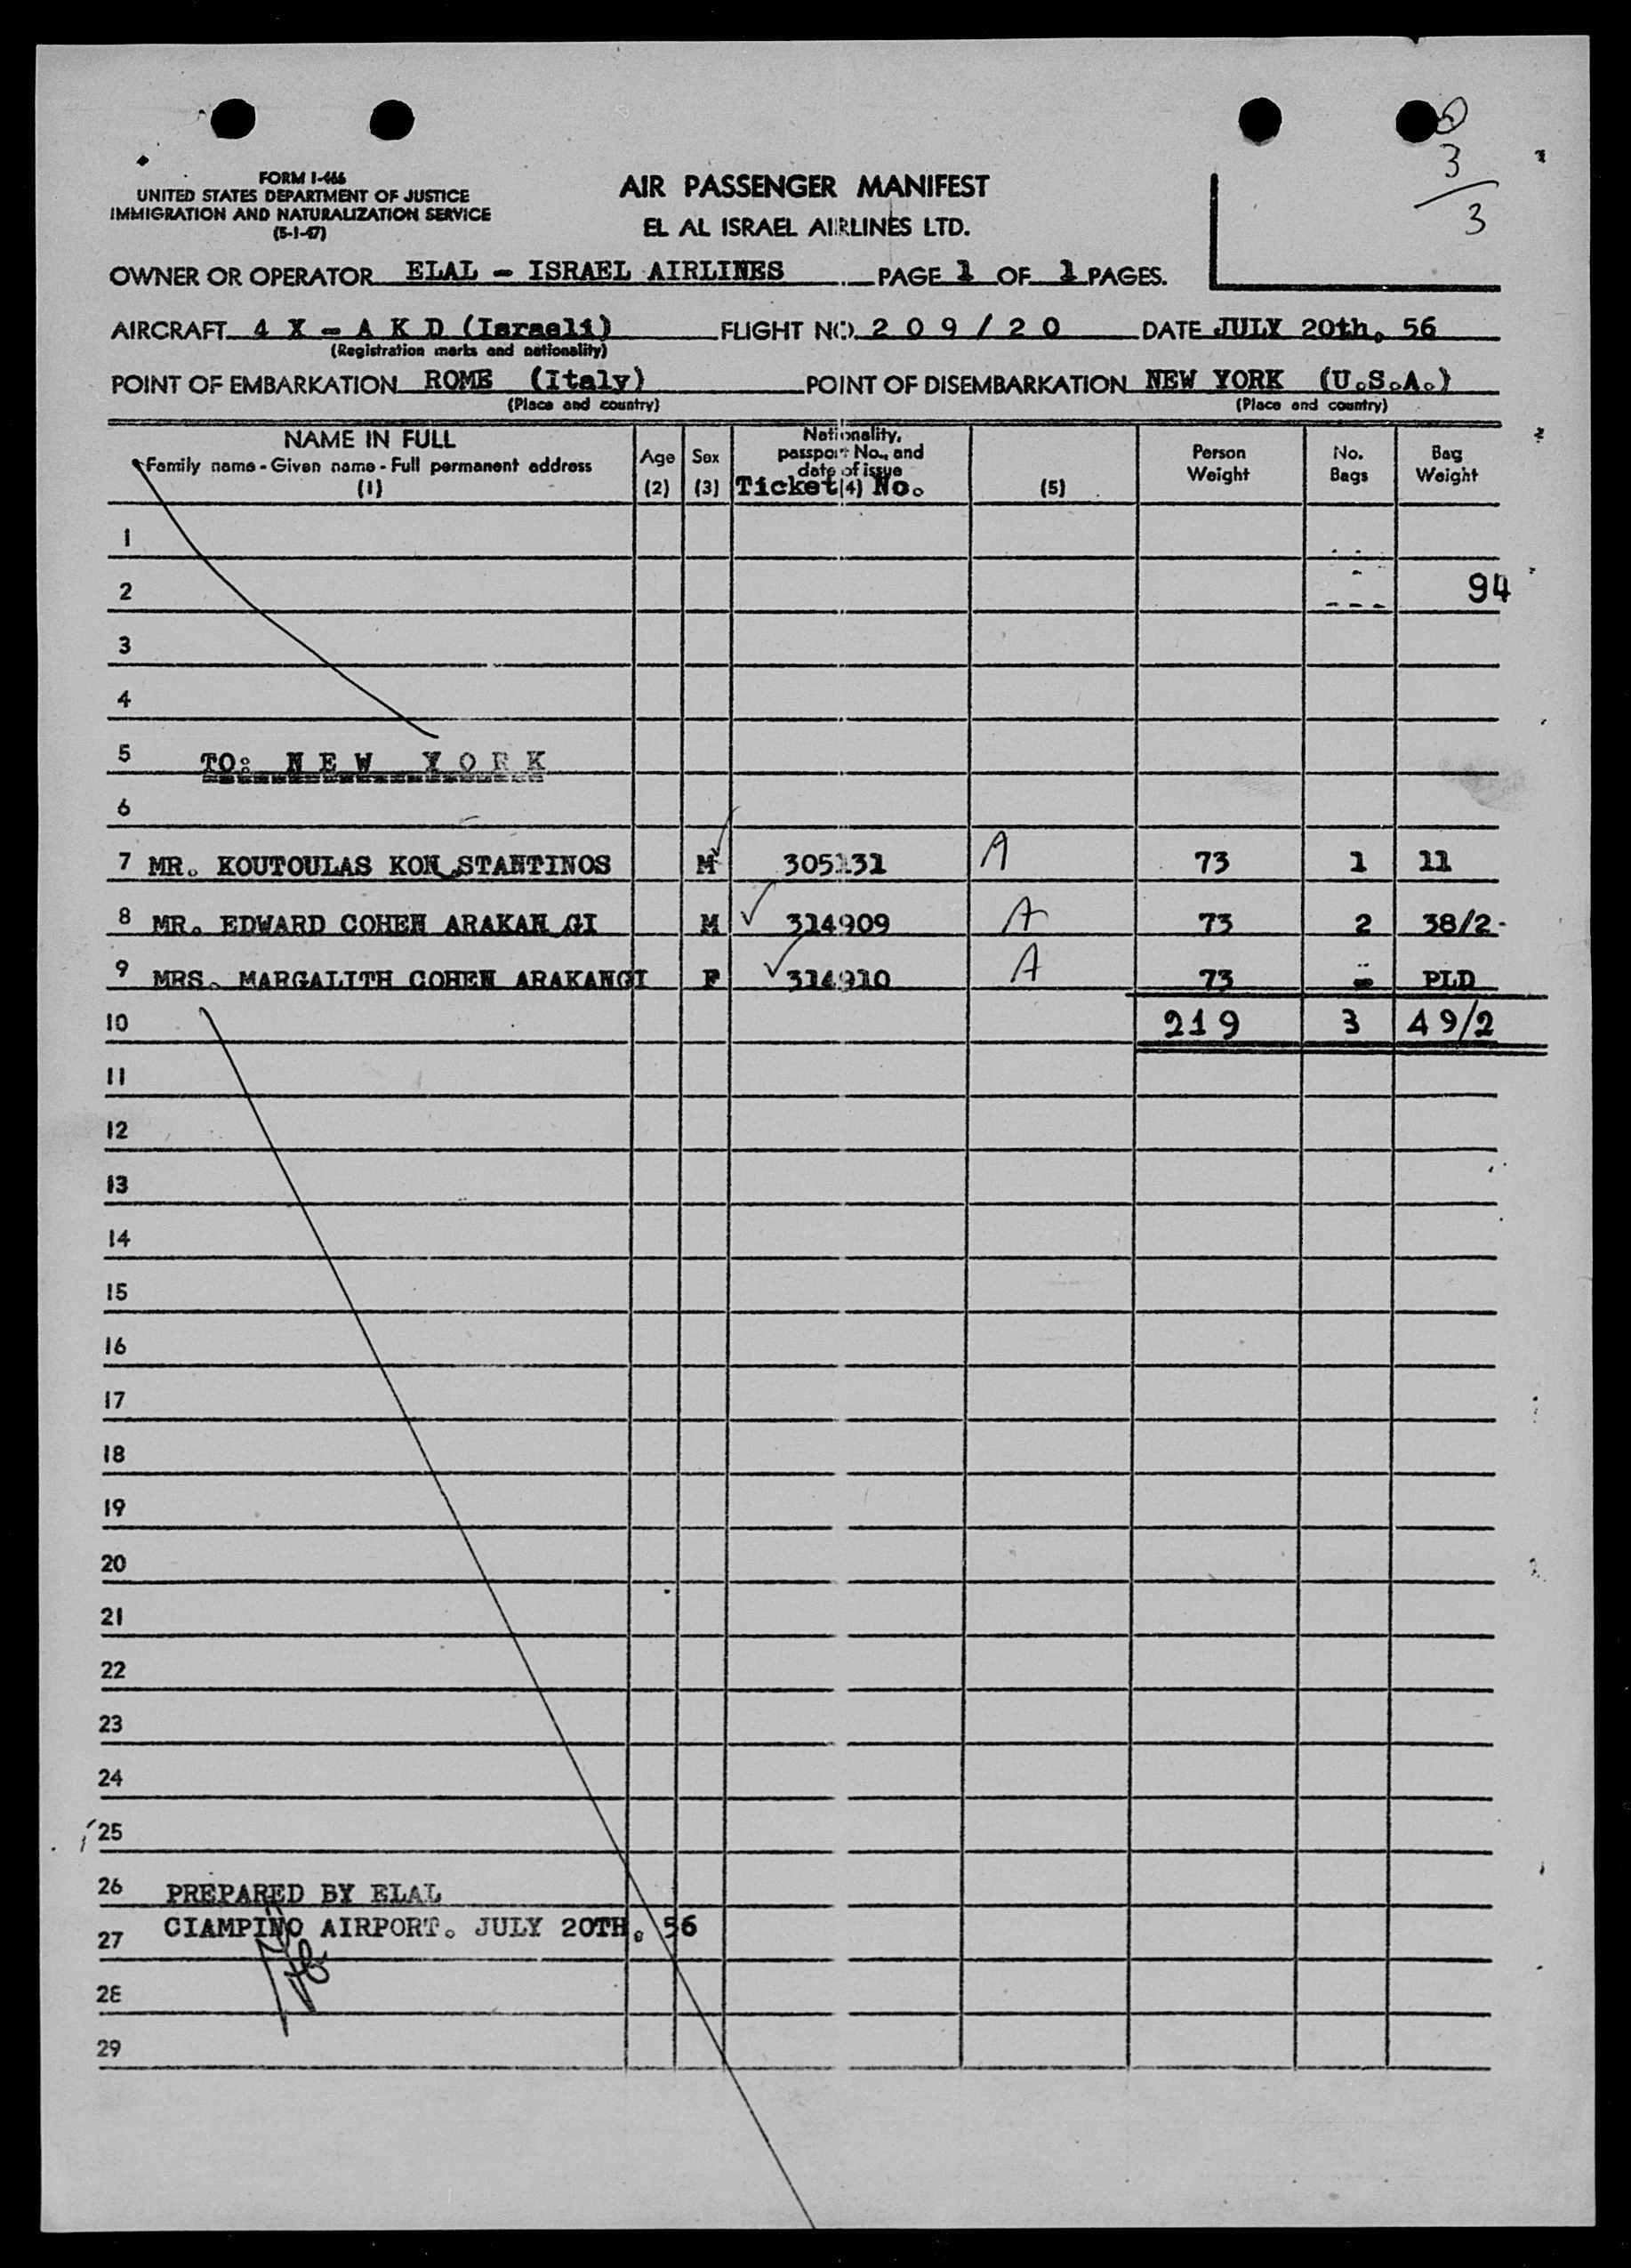 0
3
3
FORM I-466
UNITED STATES DEPARTMENT OF JUSTICE
IMMIGRATION AND NATURALIZATION SERVICE
(5-1-47)
AIR PASSENGER MANIFEST
EL AL ISRAEL AIRLINES LTD.
OWNER OR OPERATOR ELAL - ISRAEL AIRLINES PAGE 1 OF 1 PAGES.
AIRCRAFT 4 X - A K D (Israeli) FLIGHT NO. 2 0 9 / 2 0 DATE JULY 20th, 56
(Registration marks and nationality)
POINT OF EMBARKATION ROME (Italy) POINT OF DISEMBARKATION NEW YORK (U.S.A.)
(Place and country) (Place and country)
NAME IN FULL
Family name - Given name - Full permanent address
(1)
Age
(2)
Sex
(3)
Nationality,
passport No., and
date of issue
Ticket (4) No.
(5)
Person
Weight
No.
Bags
Bag
Weight
1
2 94
3
4
5 TO: N E W Y O R K
6
7 MR. KOUTOULAS KON STANTINOS M 305131 A 73 1 11
8 MR. EDWARD COHEN ARAKAN GI M 314909 A 73 2 38/2-
9 MRS. MARGALITH COHEN ARAKANGI F 314910 A 73 - PLD
10 219 3 49/2
11
12
13
14
15
16
17
18
19
20
21
22
23
24
25
26 PREPARED BY ELAL
27 CIAMPINO AIRPORT. JULY 20TH, 56
28
29